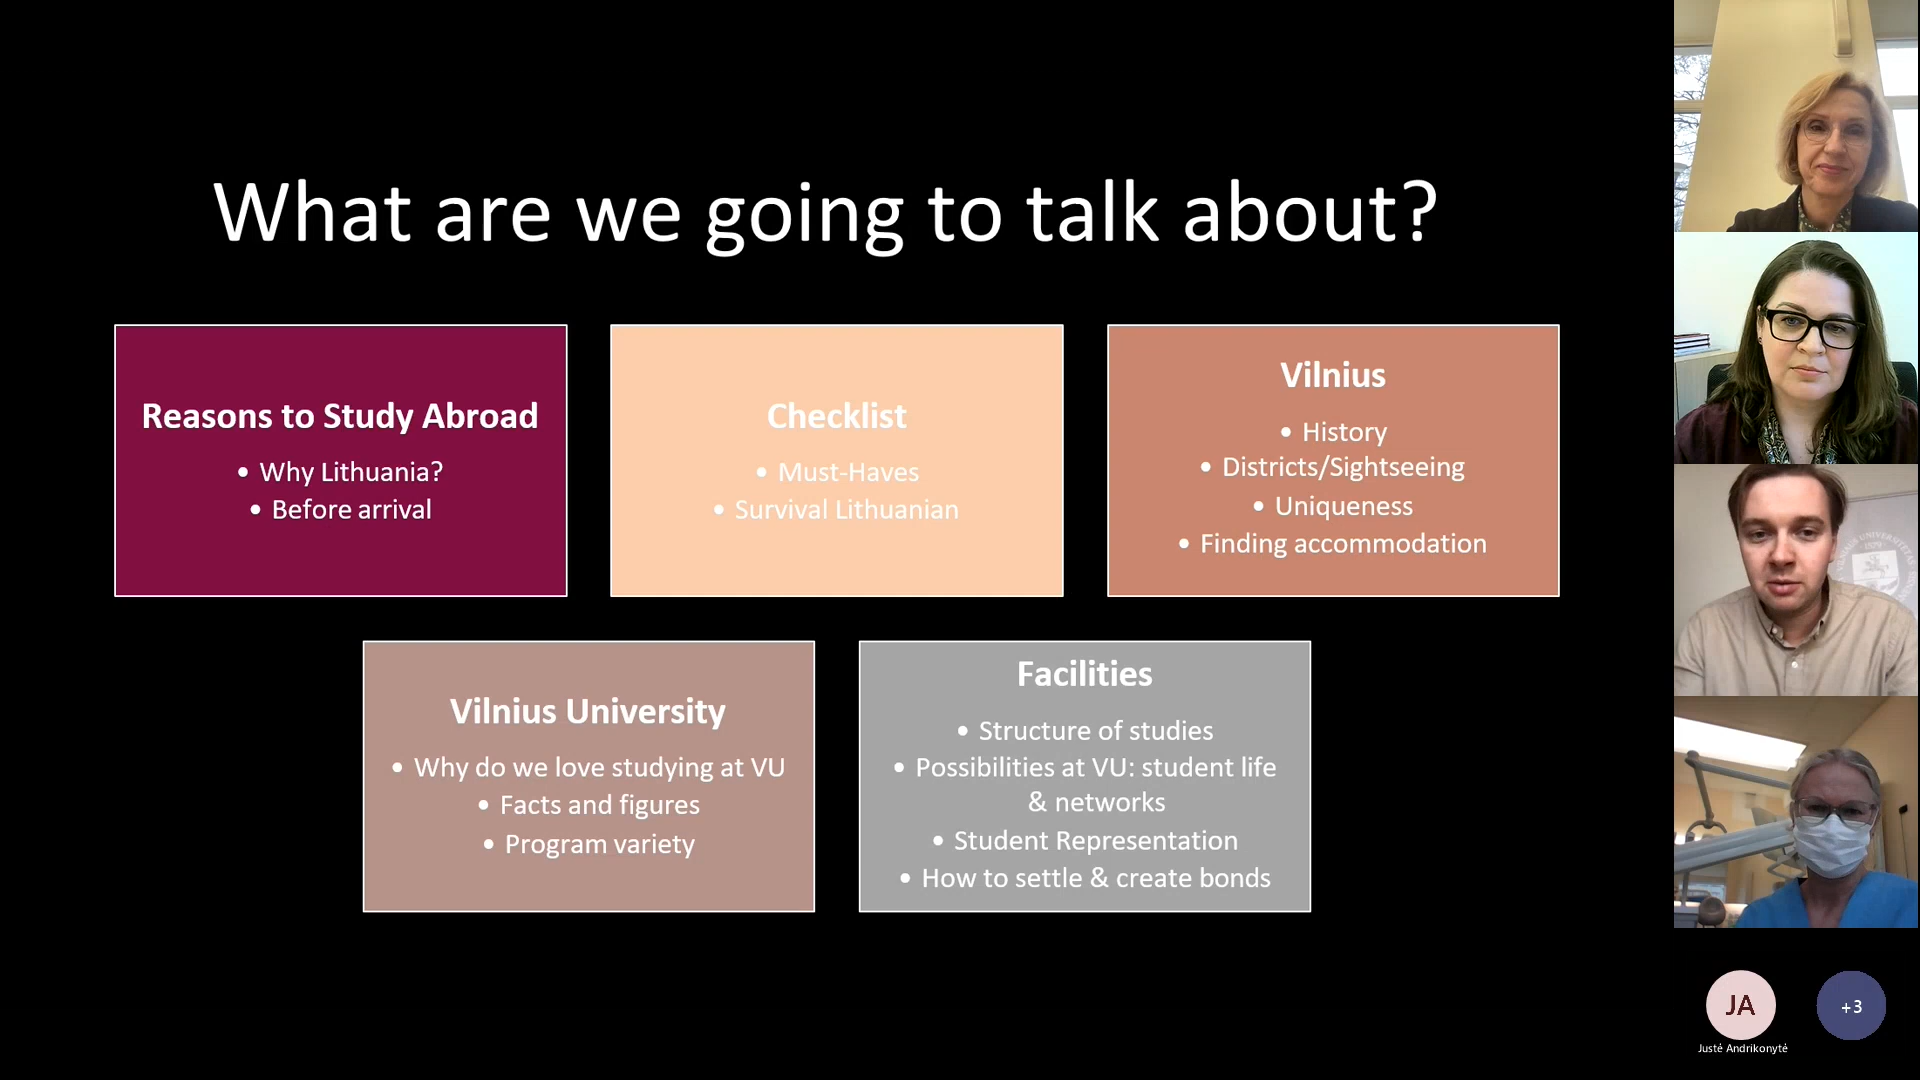 What are we going to talk about?
Reasons to Study Abroad
• Why Lithuania?
• Before arrival
Checklist
• Must-Haves
• Survival Lithuanian
Vilnius
• History
• Districts/Sightseeing
• Uniqueness
• Finding accommodation
Vilnius University
• Why do we love studying at VU
• Facts and figures
• Program variety
Facilities
• Structure of studies
• Possibilities at VU: student life
& networks
• Student Representation
• How to settle & create bonds
JA
Justė Andrikonytė
+3